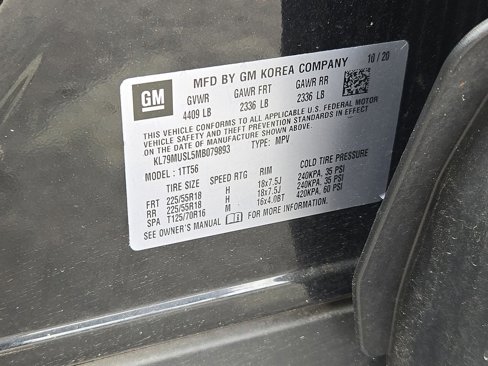 MFD BY GM KOREA COMPANY 10 / 20
GM
GVWR GAWR FRT GAWR RR
4409 LB 2336 LB 2336 LB
THIS VEHICLE CONFORMS TO ALL APPLICABLE U.S. FEDERAL MOTOR
VEHICLE SAFETY AND THEFT PREVENTION STANDARDS IN EFFECT ON
THE DATE OF MANUFACTURE SHOWN ABOVE.
KL79MUSL5MB079893 TYPE: MPV
MODEL : 1TT56
TIRE SIZE SPEED RTG RIM COLD TIRE PRESSURE
FRT 225/55R18 H 18x7.5J 240KPA, 35 PSI
RR 225/55R18 H 18x7.5J 240KPA, 35 PSI
SPA T125/70R16 M 16x4.0BT 420KPA, 60 PSI
SEE OWNER'S MANUAL FOR MORE INFORMATION.